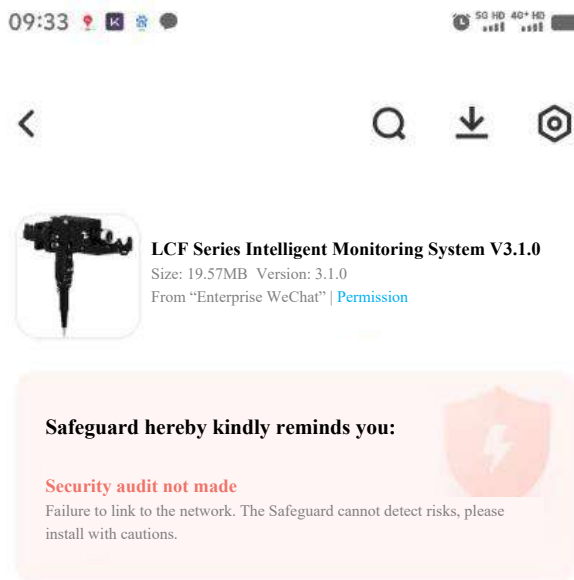 09:33
5G HD 4G+ HD
LCF Series Intelligent Monitoring System V3.1.0
Size: 19.57MB Version: 3.1.0
From “Enterprise WeChat” | Permission
Safeguard hereby kindly reminds you:
Security audit not made
Failure to link to the network. The Safeguard cannot detect risks, please
install with cautions.